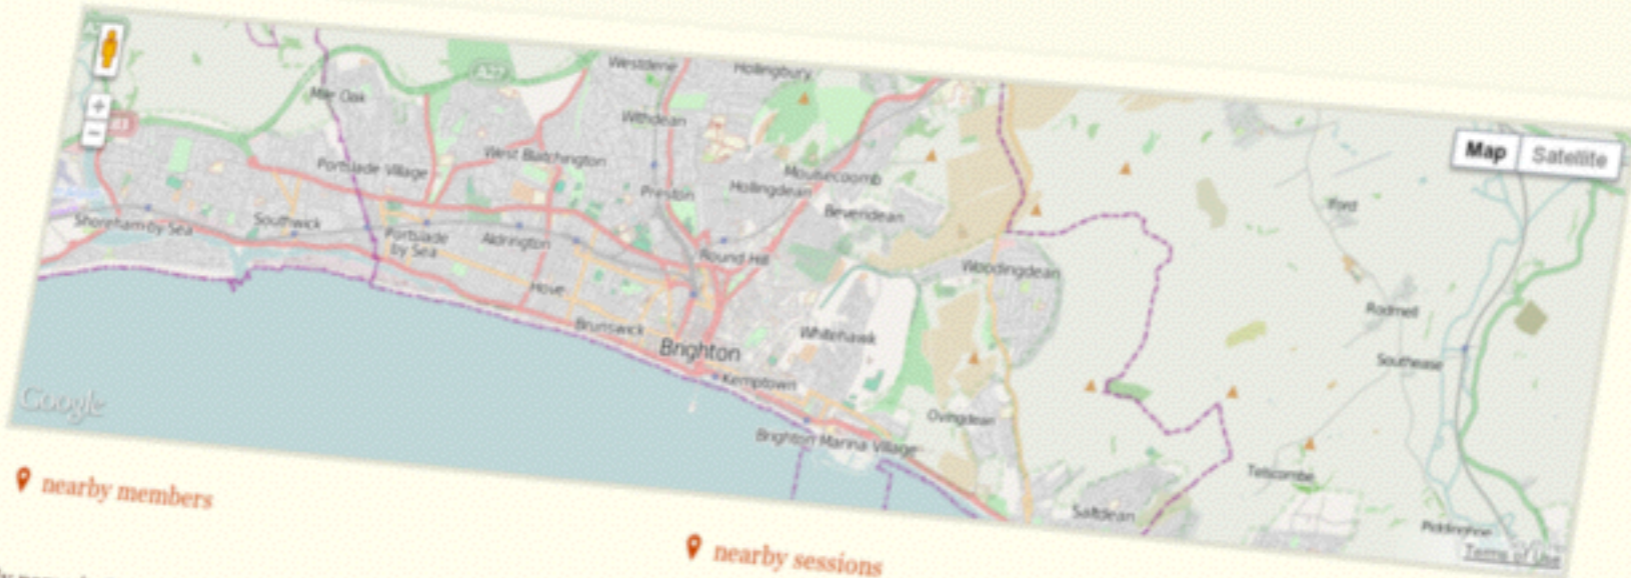 A27
Westdene
Hollingbury
Mile Oak
Withdean
Portslade Village
West Blatchington
Moulsecoomb
Preston
Hollingdean
Bevendean
Map
Satellite
Iford
Shoreham-by-Sea
Southwick
Portslade
by Sea
Aldrington
Round Hill
Woodingdean
Hove
Brunswick
Brighton
Whitehawk
Rodmell
Southease
Kemptown
Ovingdean
Google
Brighton Marina Village
Telscombe
Saltdean
Piddinghoe
Terms of Use
nearby members
nearby sessions